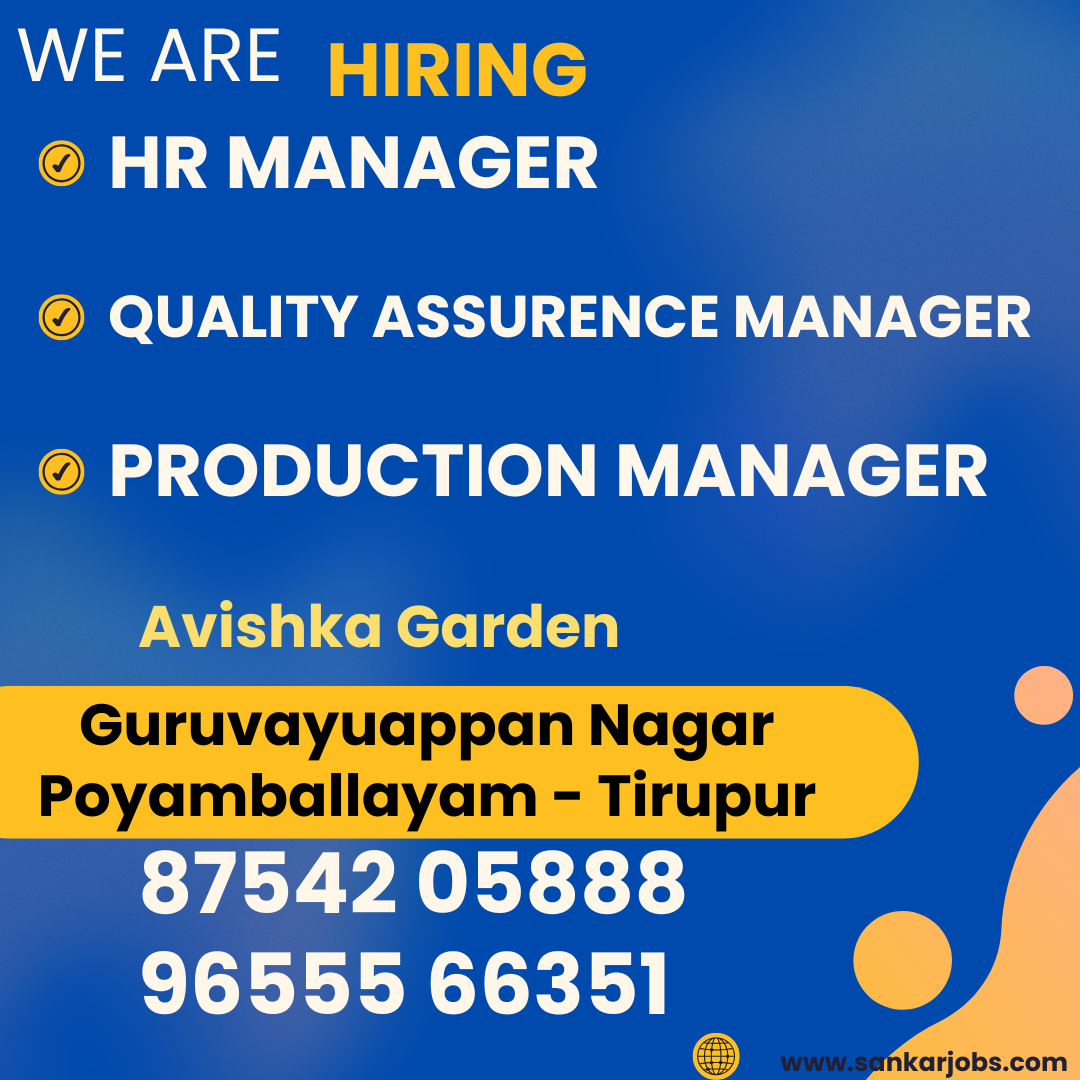 WE ARE HIRING
HR MANAGER
QUALITY ASSURENCE MANAGER
PRODUCTION MANAGER
Avishka Garden
Guruvayuappan Nagar
Poyamballayam - Tirupur
87542 05888
96555 66351
www.sankarjobs.com